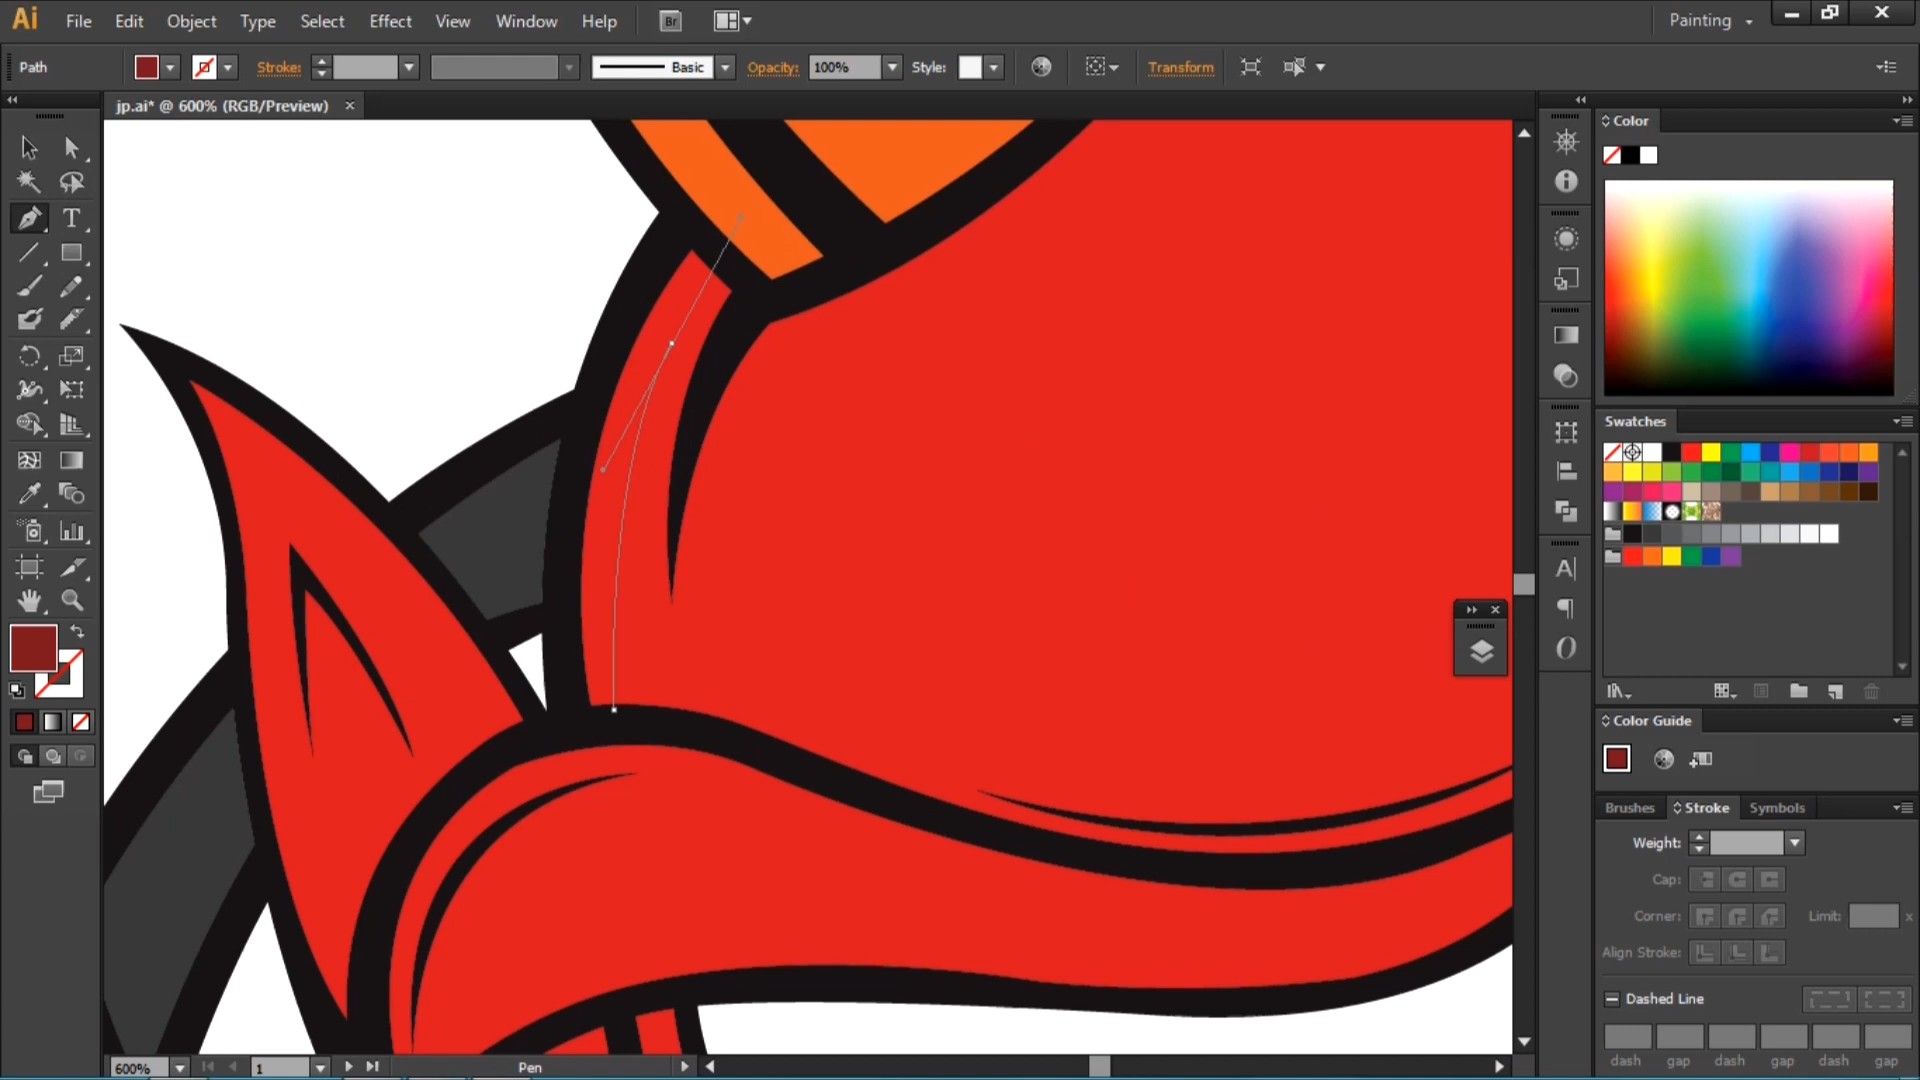 Ai File Edit Object Type Select Effect View Window Help Br Painting
Path Stroke: Basic Opacity: 100% Style: Transform
jp.ai* @ 600% (RGB/Preview)
Color
Swatches
Color Guide
Brushes Stroke Symbols
Weight:
Cap:
Corner: Limit: x
Align Stroke:
Dashed Line
dash gap dash gap dash gap
600% 1 Pen